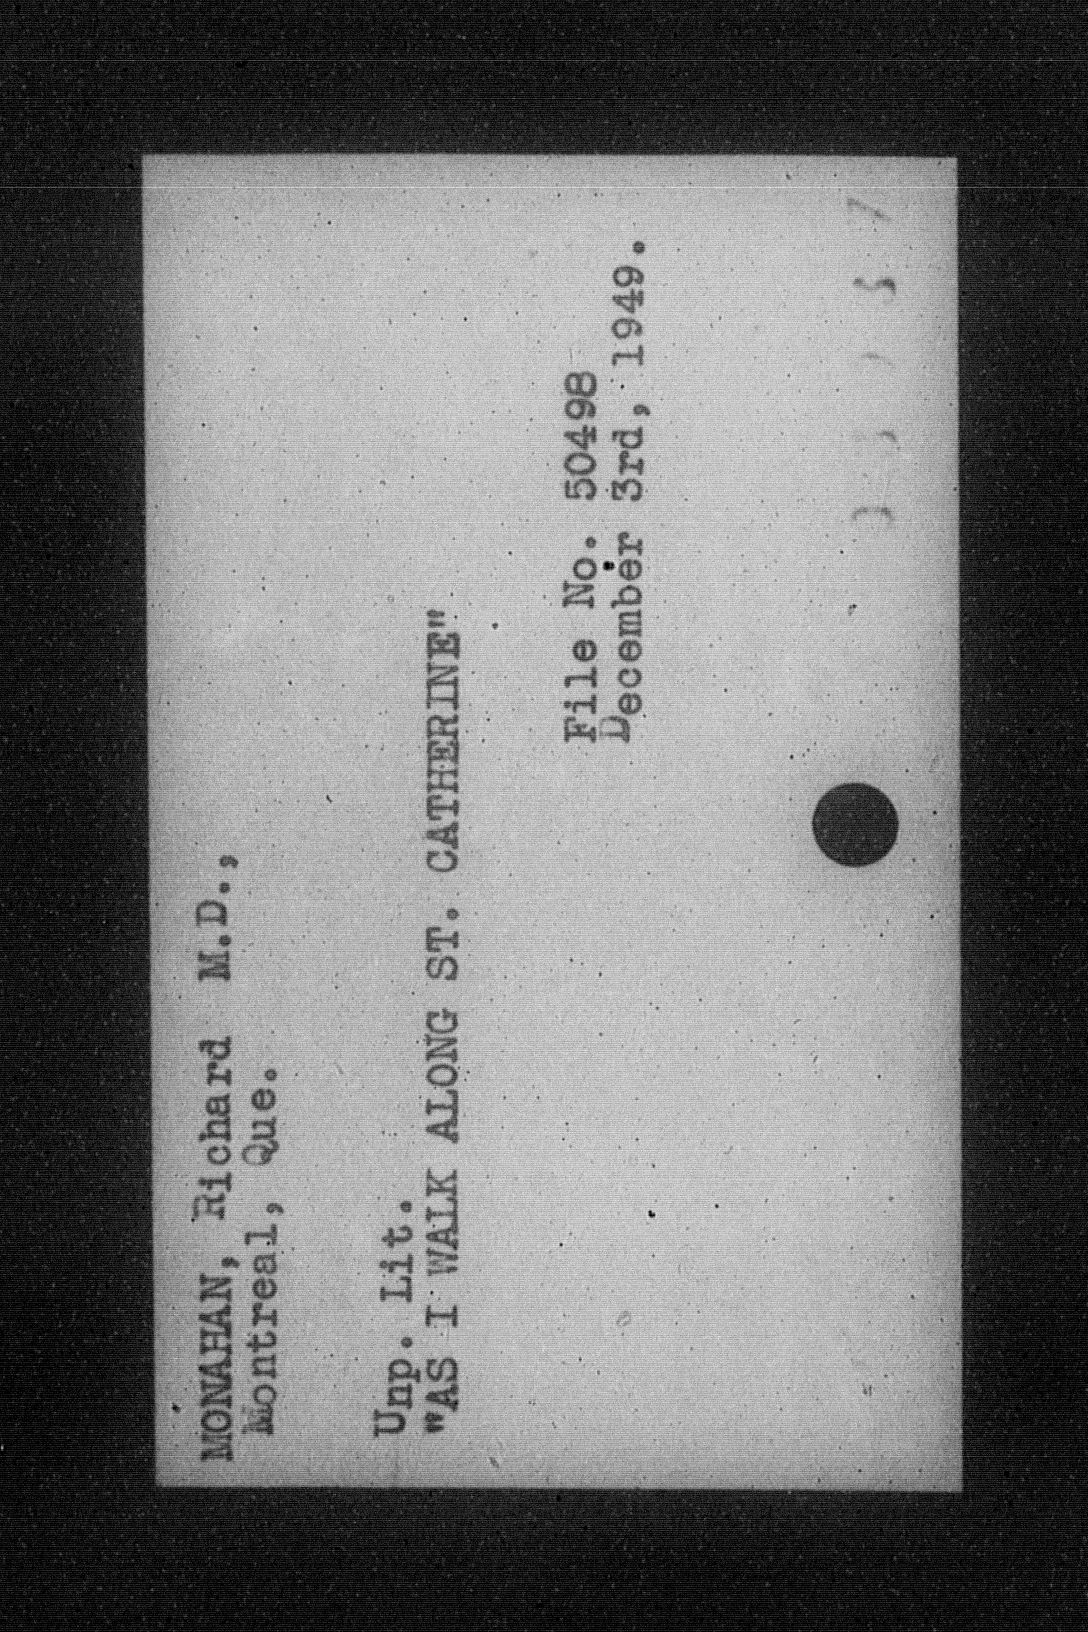 MONAHAN, Richard M.D.,
Montreal, Que.
Unp. Lit.
"AS I WALK ALONG ST. CATHERINE"
File No. 50498
December 3rd, 1949.